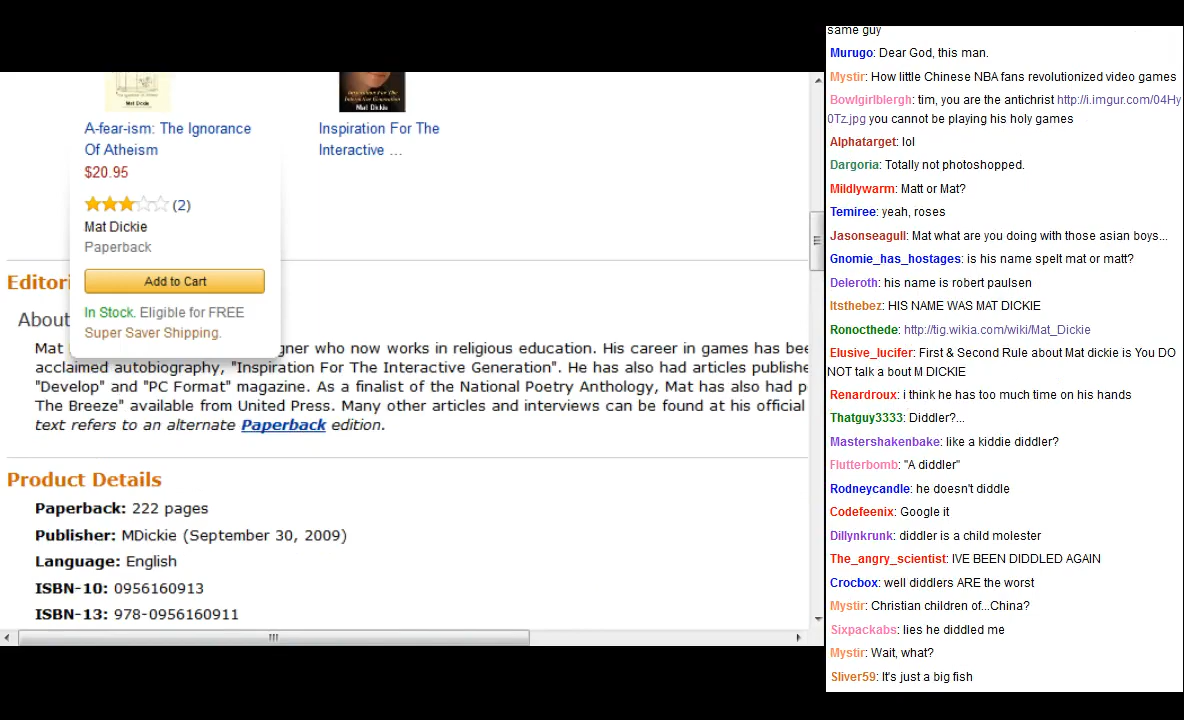 Mat Dickie
Mat Dickie
A-fear-ism: The Ignorance
Of Atheism
Inspiration For The
Interactive ...
$20.95
(2)
Mat Dickie
Paperback
Add to Cart
In Stock. Eligible for FREE
Super Saver Shipping.
Editori
About
Mat gner who now works in religious education. His career in games has bee
acclaimed autobiography, "Inspiration For The Interactive Generation". He has also had articles publishe
"Develop" and "PC Format" magazine. As a finalist of the National Poetry Anthology, Mat has also had p
The Breeze" available from United Press. Many other articles and interviews can be found at his official
text refers to an alternate Paperback edition.
Product Details
Paperback: 222 pages
Publisher: MDickie (September 30, 2009)
Language: English
ISBN-10: 0956160913
ISBN-13: 978-0956160911
same guy
Murugo: Dear God, this man.
Mystir: How little Chinese NBA fans revolutionized video games
Bowlgirlblergh: tim, you are the antichrist http://i.imgur.com/04Hy
0Tz.jpg you cannot be playing his holy games
Alphatarget: lol
Dargoria: Totally not photoshopped.
Mildlywarm: Matt or Mat?
Temiree: yeah, roses
Jasonseagull: Mat what are you doing with those asian boys...
Gnomie_has_hostages: is his name spelt mat or matt?
Deleroth: his name is robert paulsen
Itsthebez: HIS NAME WAS MAT DICKIE
Ronocthede: http://tig.wikia.com/wiki/Mat_Dickie
Elusive_lucifer: First & Second Rule about Mat dickie is You DO
NOT talk a bout M DICKIE
Renardroux: i think he has too much time on his hands
Thatguy3333: Diddler?...
Mastershakenbake: like a kiddie diddler?
Flutterbomb: "A diddler"
Rodneycandle: he doesn't diddle
Codefeenix: Google it
Dillynkrunk: diddler is a child molester
The_angry_scientist: IVE BEEN DIDDLED AGAIN
Crocbox: well diddlers ARE the worst
Mystir: Christian children of...China?
Sixpackabs: lies he diddled me
Mystir: Wait, what?
Sliver59: It's just a big fish